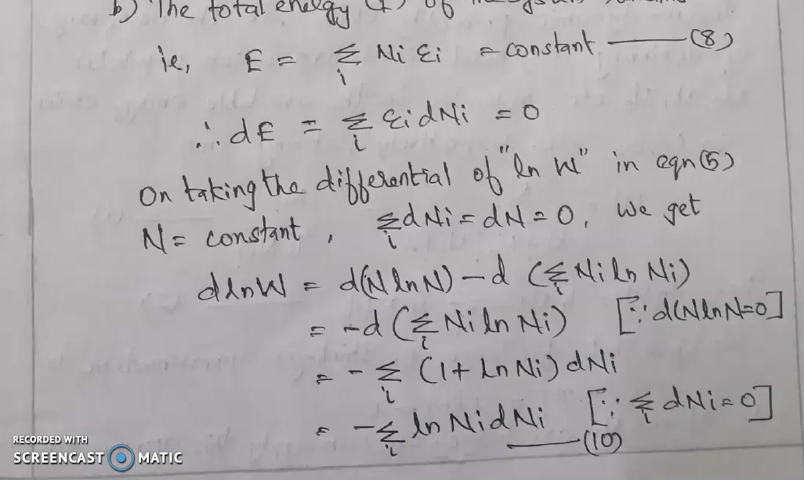 b) The total energy (E) of
ie, E = Σi Ni εi = constant (8)
∴ dE = Σi εi dNi = 0
On taking the differential of "ln W" in eqn(5)
N = constant, Σi dNi = dN = 0, We get
d ln W = d(N ln N) - d (Σi Ni ln Ni)
= -d (Σi Ni ln Ni) [∵ d(N ln N=0]
= - Σi (1 + ln Ni) dNi
= - Σi ln Ni dNi [∵ Σi dNi = 0]
(10)
RECORDED WITH
SCREENCAST MATIC